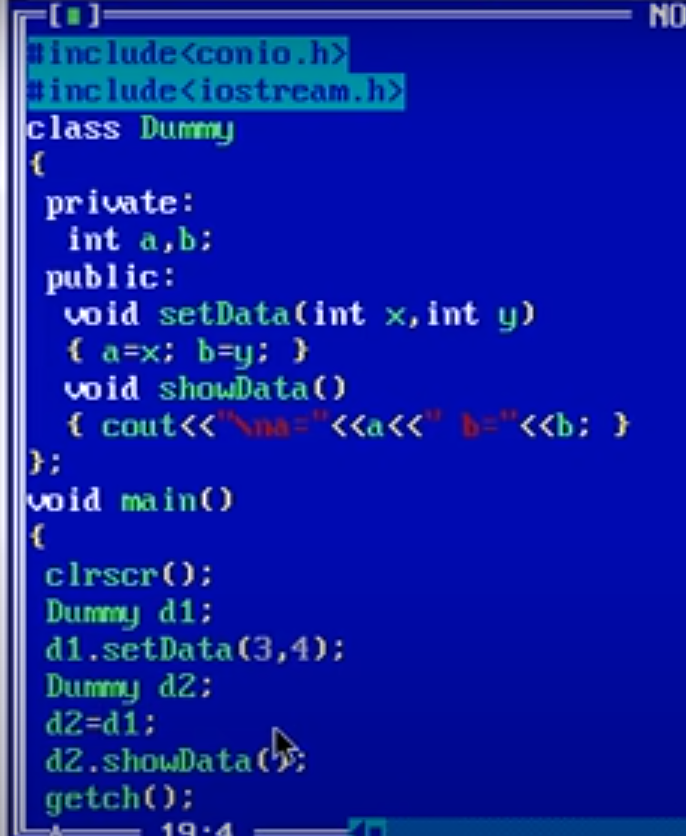 [■] NO
#include<conio.h>
#include<iostream.h>
class Dummy
{
 private:
  int a,b;
 public:
  void setData(int x,int y)
  { a=x; b=y; }
  void showData()
  { cout<<"\na="<<a<<" b="<<b; }
};
void main()
{
 clrscr();
 Dummy d1;
 d1.setData(3,4);
 Dummy d2;
 d2=d1;
 d2.showData();
 getch();
19:4